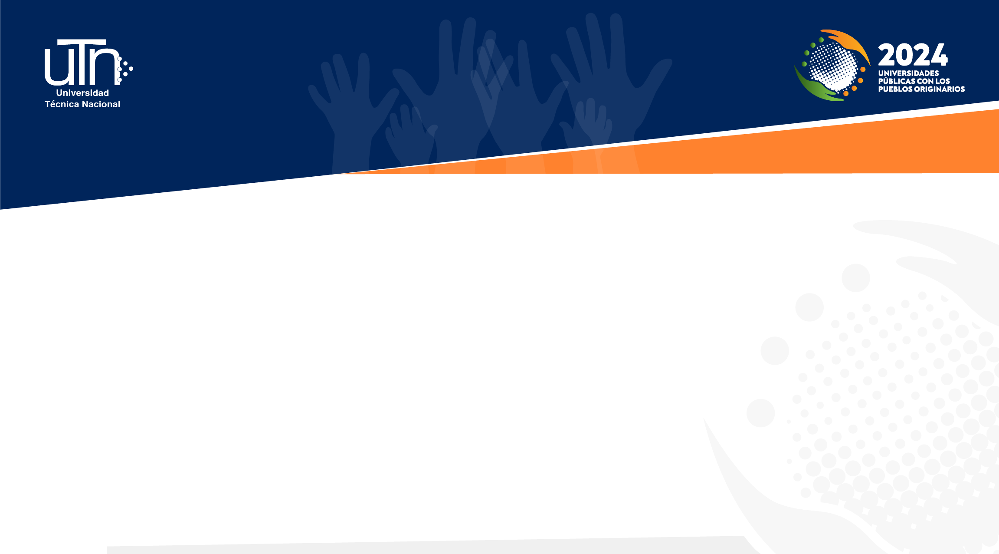 uTn
Universidad
Técnica Nacional
2024
UNIVERSIDADES
PÚBLICAS CON LOS
PUEBLOS ORIGINARIOS